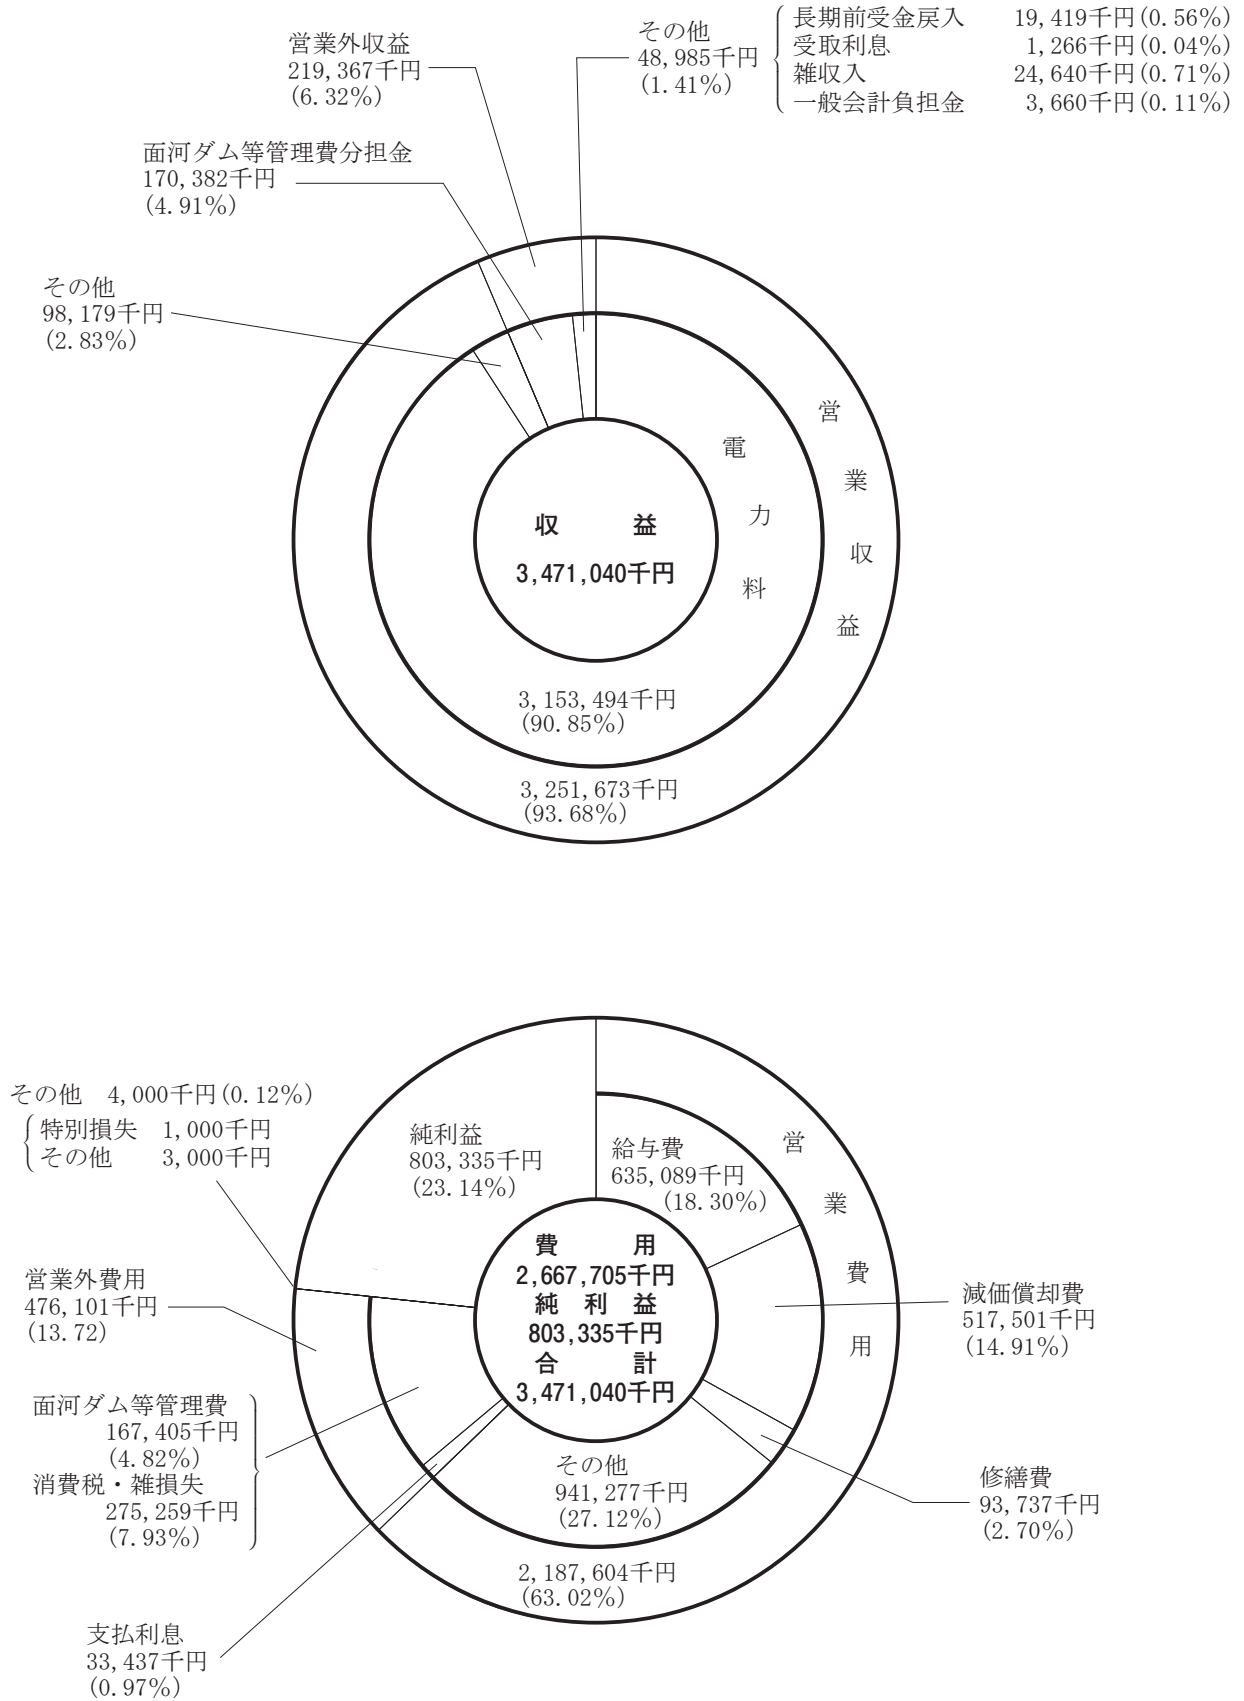 営業外収益
219,367千円
(6.32%)
その他
48,985千円
(1.41%)
長期前受金戻入 19,419千円(0.56%)
受取利息 1,266千円(0.04%)
雑収入 24,640千円(0.71%)
一般会計負担金 3,660千円(0.11%)
面河ダム等管理費分担金
170,382千円
(4.91%)
その他
98,179千円
(2.83%)
営業収益
電力料
収益
3,471,040千円
3,153,494千円
(90.85%)
3,251,673千円
(93.68%)
その他 4,000千円(0.12%)
特別損失 1,000千円
その他 3,000千円
純利益
803,335千円
(23.14%)
給与費
635,089千円
(18.30%)
営業費用
費用
2,667,705千円
純利益
803,335千円
合計
3,471,040千円
営業外費用
476,101千円
(13.72)
減価償却費
517,501千円
(14.91%)
面河ダム等管理費
167,405千円
(4.82%)
消費税・雑損失
275,259千円
(7.93%)
その他
941,277千円
(27.12%)
修繕費
93,737千円
(2.70%)
2,187,604千円
(63.02%)
支払利息
33,437千円
(0.97%)